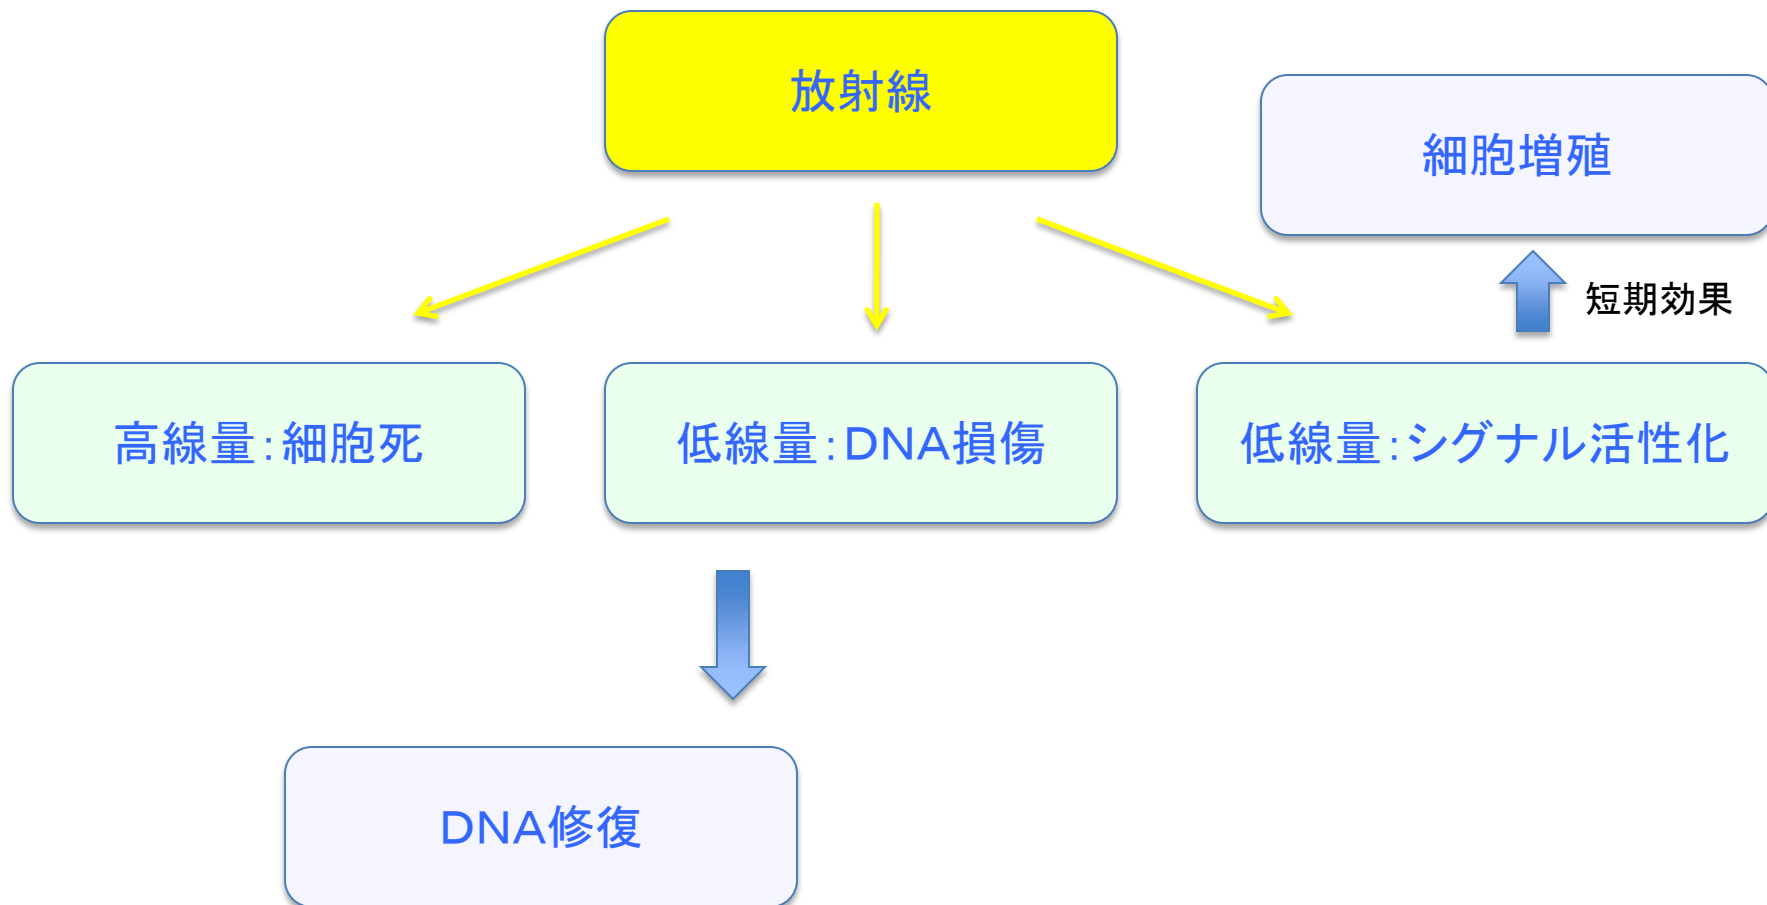 放射線
細胞増殖
短期効果
高線量：細胞死
低線量：DNA損傷
低線量：シグナル活性化
DNA修復